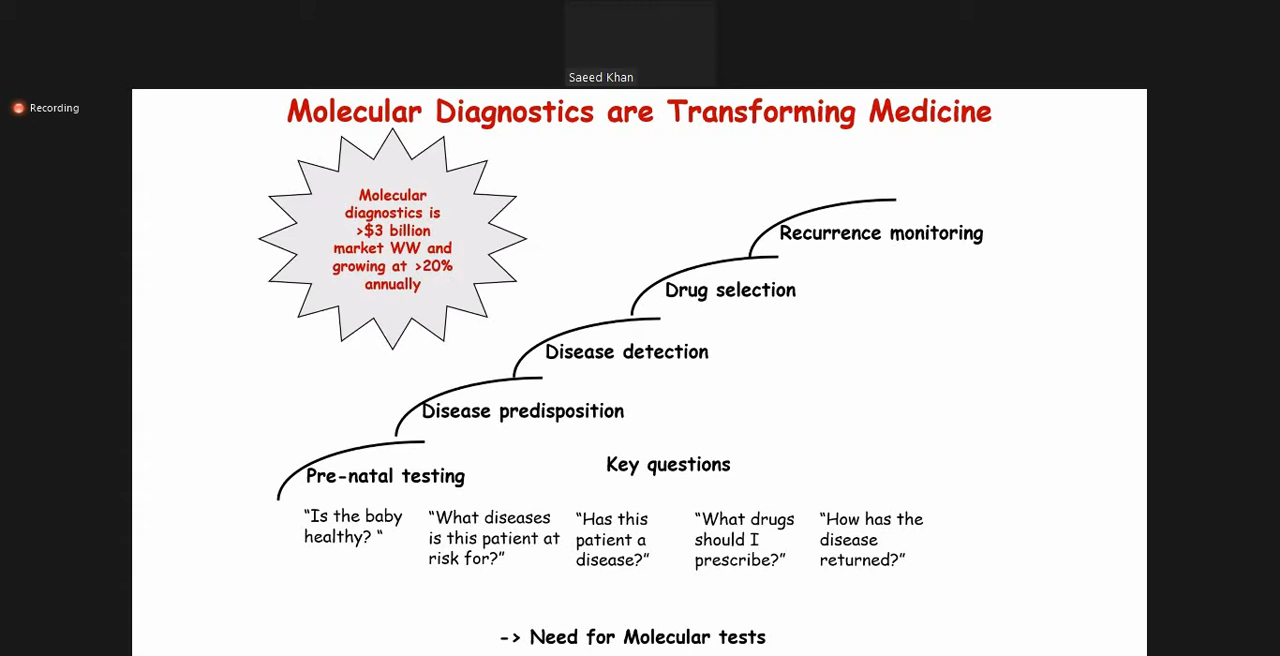 Saeed Khan
Recording
Molecular Diagnostics are Transforming Medicine
Molecular
diagnostics is
>$3 billion
market WW and
growing at >20%
annually
Recurrence monitoring
Drug selection
Disease detection
Disease predisposition
Pre-natal testing
Key questions
“Is the baby
healthy? “
“What diseases
is this patient at
risk for?”
“Has this
patient a
disease?”
“What drugs
should I
prescribe?”
“How has the
disease
returned?”
-> Need for Molecular tests